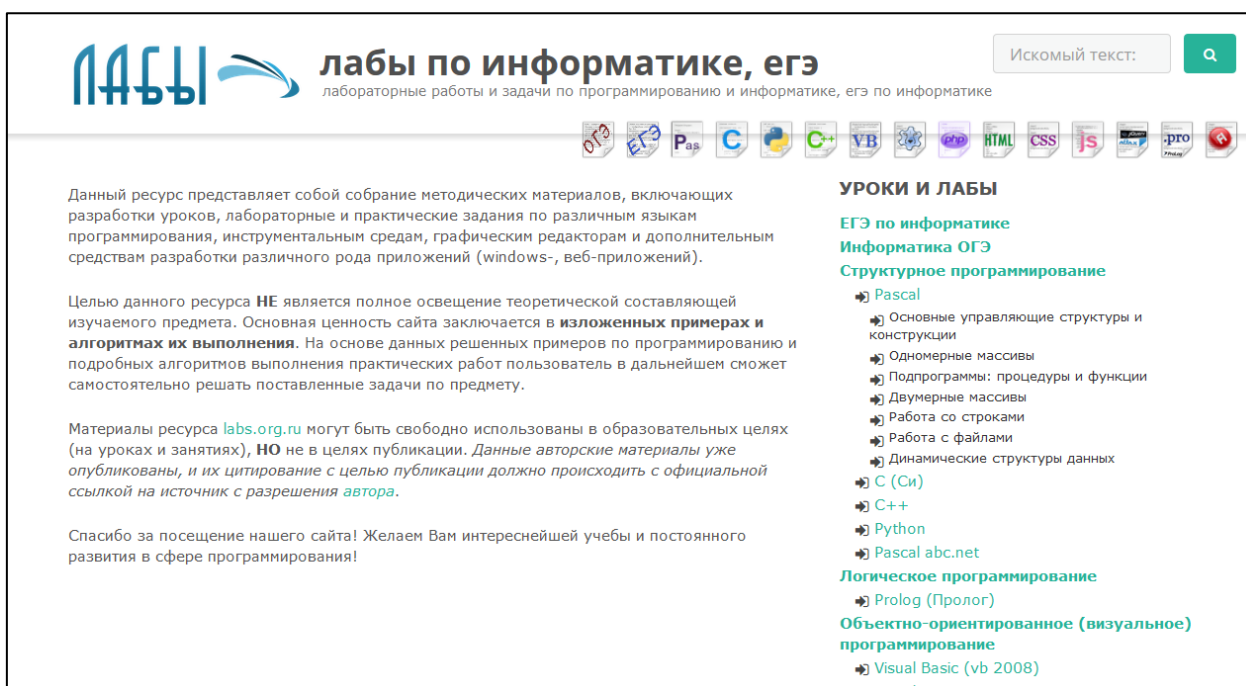 ЛАБЫ
лабы по информатике, егэ
лабораторные работы и задачи по программированию и информатике, егэ по информатике
Искомый текст:
ОГЭ ЕГЭ Pas C C++ VB php HTML CSS js .pro
Данный ресурс представляет собой собрание методических материалов, включающих
разработки уроков, лабораторные и практические задания по различным языкам
программирования, инструментальным средам, графическим редакторам и дополнительным
средствам разработки различного рода приложений (windows-, веб-приложений).
Целью данного ресурса НЕ является полное освещение теоретической составляющей
изучаемого предмета. Основная ценность сайта заключается в изложенных примерах и
алгоритмах их выполнения. На основе данных решенных примеров по программированию и
подробных алгоритмов выполнения практических работ пользователь в дальнейшем сможет
самостоятельно решать поставленные задачи по предмету.
Материалы ресурса labs.org.ru могут быть свободно использованы в образовательных целях
(на уроках и занятиях), НО не в целях публикации. Данные авторские материалы уже
опубликованы, и их цитирование с целью публикации должно происходить с официальной
ссылкой на источник с разрешения автора.
Спасибо за посещение нашего сайта! Желаем Вам интереснейшей учебы и постоянного
развития в сфере программирования!
УРОКИ И ЛАБЫ
ЕГЭ по информатике
Информатика ОГЭ
Структурное программирование
Pascal
Основные управляющие структуры и
конструкции
Одномерные массивы
Подпрограммы: процедуры и функции
Двумерные массивы
Работа со строками
Работа с файлами
Динамические структуры данных
С (Си)
С++
Python
Pascal abc.net
Логическое программирование
Prolog (Пролог)
Объектно-ориентированное (визуальное)
программирование
Visual Basic (vb 2008)